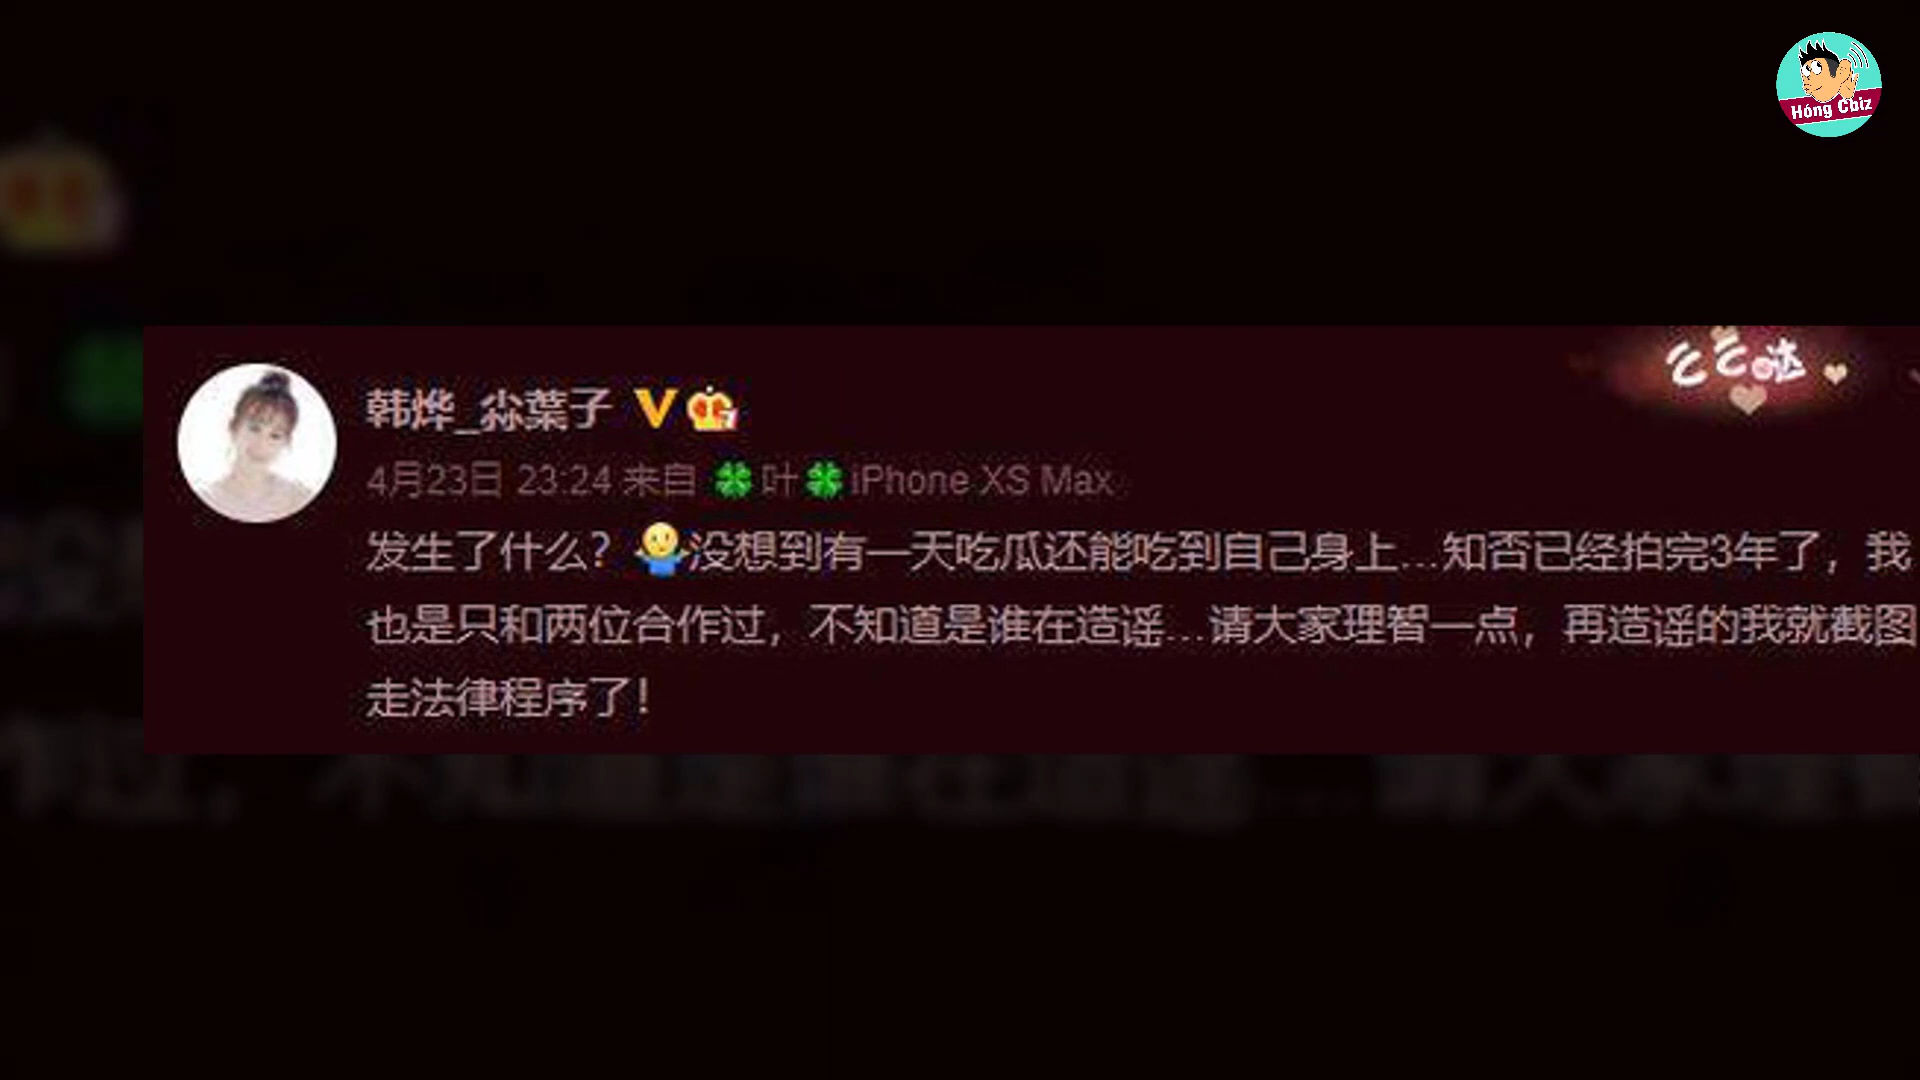 Hóng Cbiz
么么哒
韩烨_尛葉子
4月23日 23:24 来自 🍀叶🍀iPhone XS Max
发生了什么？🤷没想到有一天吃瓜还能吃到自己身上...知否已经拍完3年了，我
也是只和两位合作过，不知道是谁在造谣...请大家理智一点，再造谣的我就截图
走法律程序了！